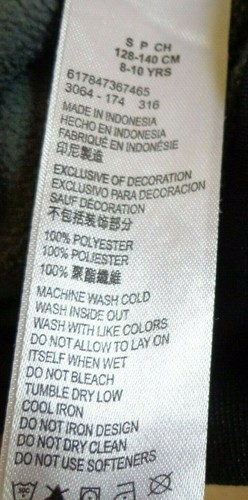 S P CH
128-140 CM
8-10 YRS
617847367465
3064 - 174 316
MADE IN INDONESIA
HECHO EN INDONESIA
FABRIQUÉ EN INDONÉSIE
印尼製造
EXCLUSIVE OF DECORATION
EXCLUSIVO PARA DECORACION
SAUF DÉCORATION
不包括装饰部分
100% POLYESTER
100% POLIESTER
100% 聚酯纖維
MACHINE WASH COLD
WASH INSIDE OUT
WASH WITH LIKE COLORS
DO NOT ALLOW TO LAY ON
ITSELF WHEN WET
DO NOT BLEACH
TUMBLE DRY LOW
COOL IRON
DO NOT IRON DESIGN
DO NOT DRY CLEAN
DO NOT USE SOFTENERS